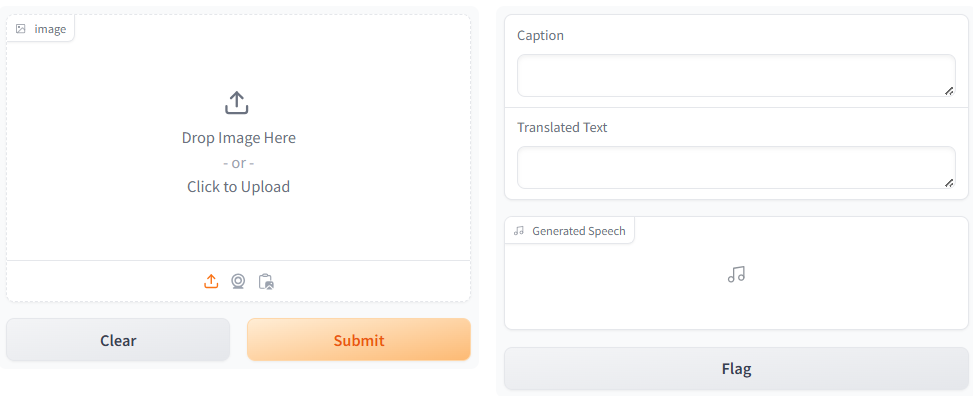 image
Drop Image Here
- or -
Click to Upload
Clear
Submit
Caption
Translated Text
Generated Speech
Flag